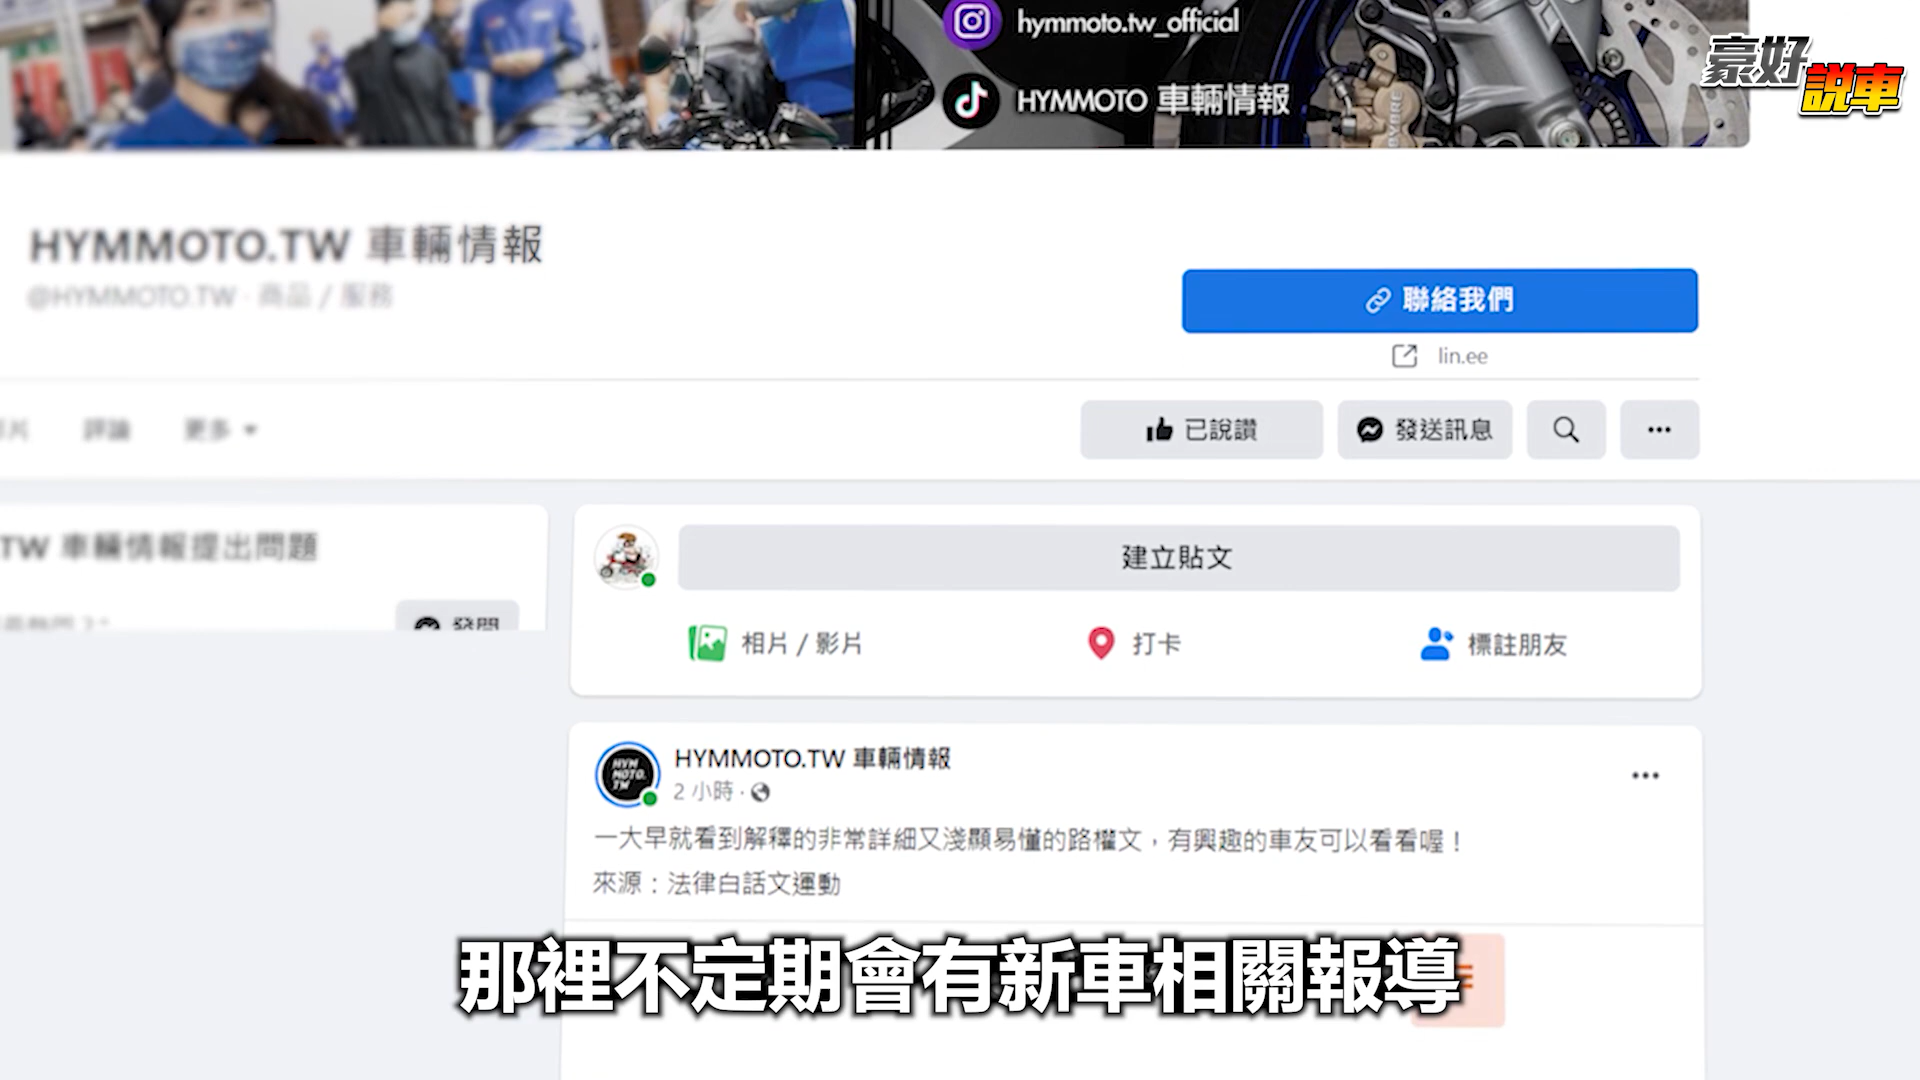 hymmoto.tw_official
HYMMOTO 車輛情報
豪好
說車
BYBRE
HYMMOTO.TW 車輛情報
@HYMMOTO.TW · 商品 / 服務
聯絡我們
lin.ee
片
評論
更多
已說讚
發送訊息
TW 車輛情報提出問題
發問
建立貼文
相片 / 影片
打卡
標註朋友
HYM
MOTO.
TW
HYMMOTO.TW 車輛情報
2 小時 ·
一大早就看到解釋的非常詳細又淺顯易懂的路權文，有興趣的車友可以看看喔！
來源：法律白話文運動
那裡不定期會有新車相關報導